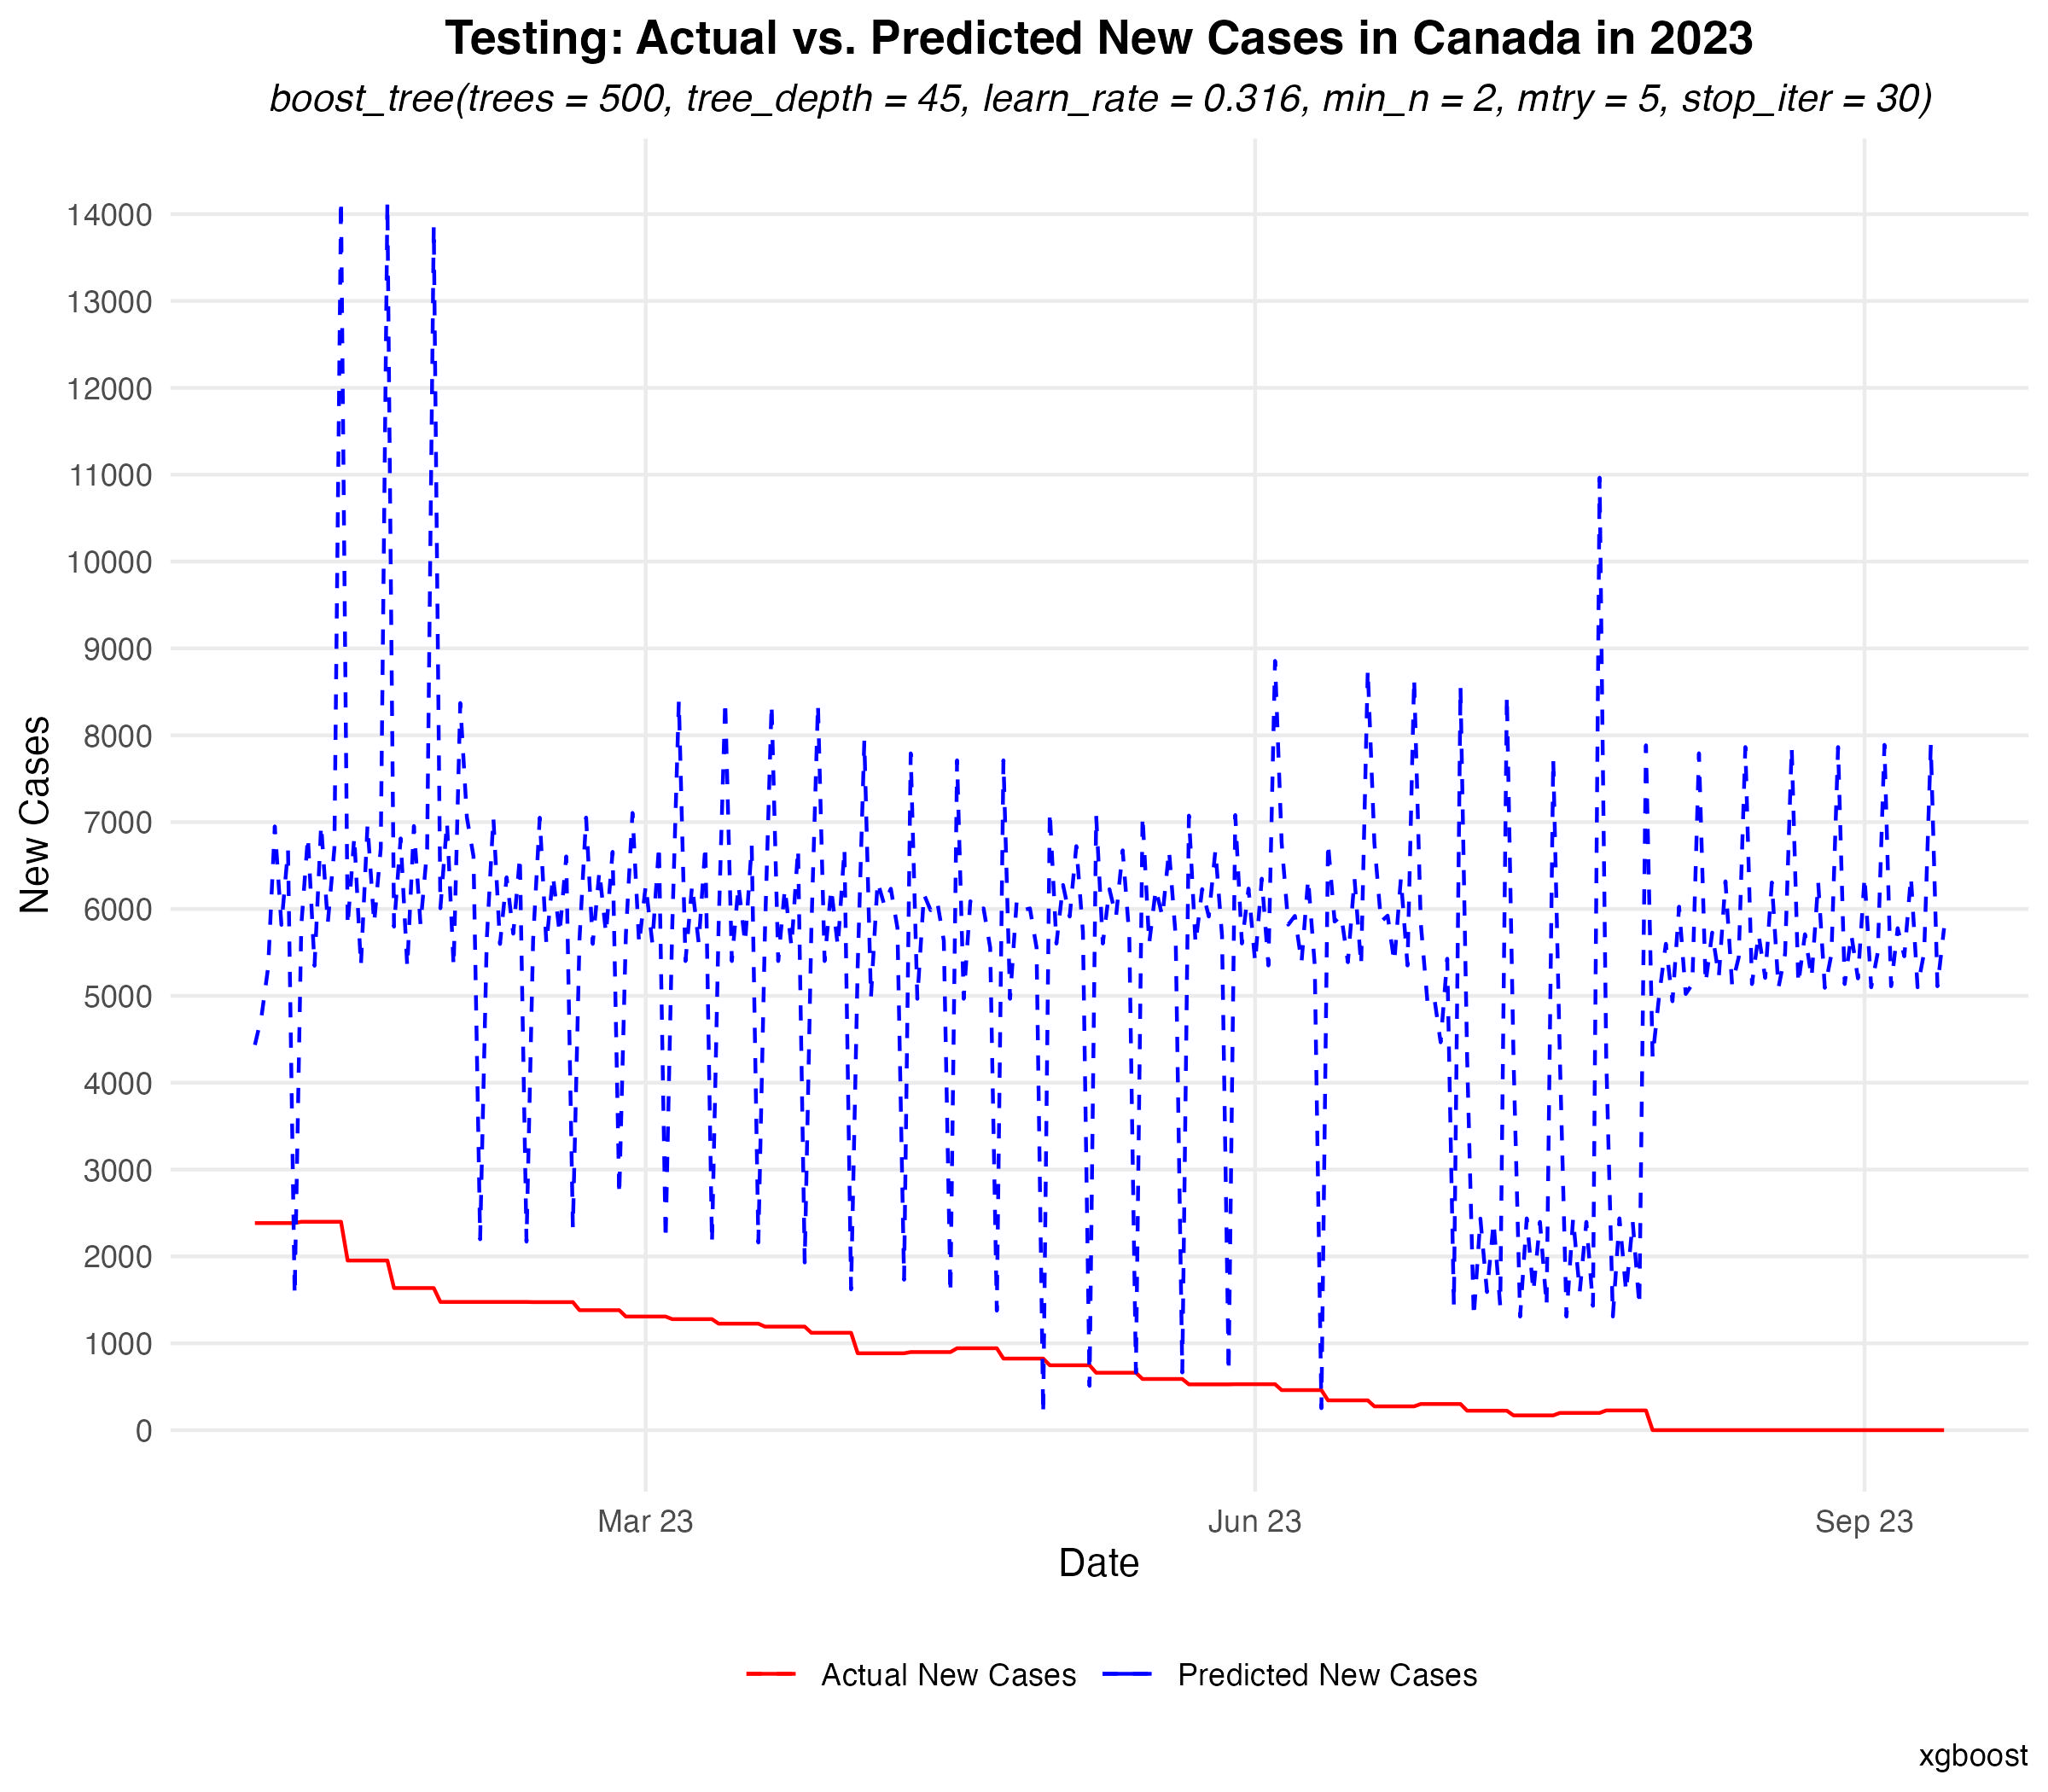 Testing: Actual vs. Predicted New Cases in Canada in 2023
boost_tree(trees = 500, tree_depth = 45, learn_rate = 0.316, min_n = 2, mtry = 5, stop_iter = 30)
New Cases
14000
13000
12000
11000
10000
9000
8000
7000
6000
5000
4000
3000
2000
1000
0
Mar 23 Jun 23 Sep 23
Date
Actual New Cases Predicted New Cases
xgboost